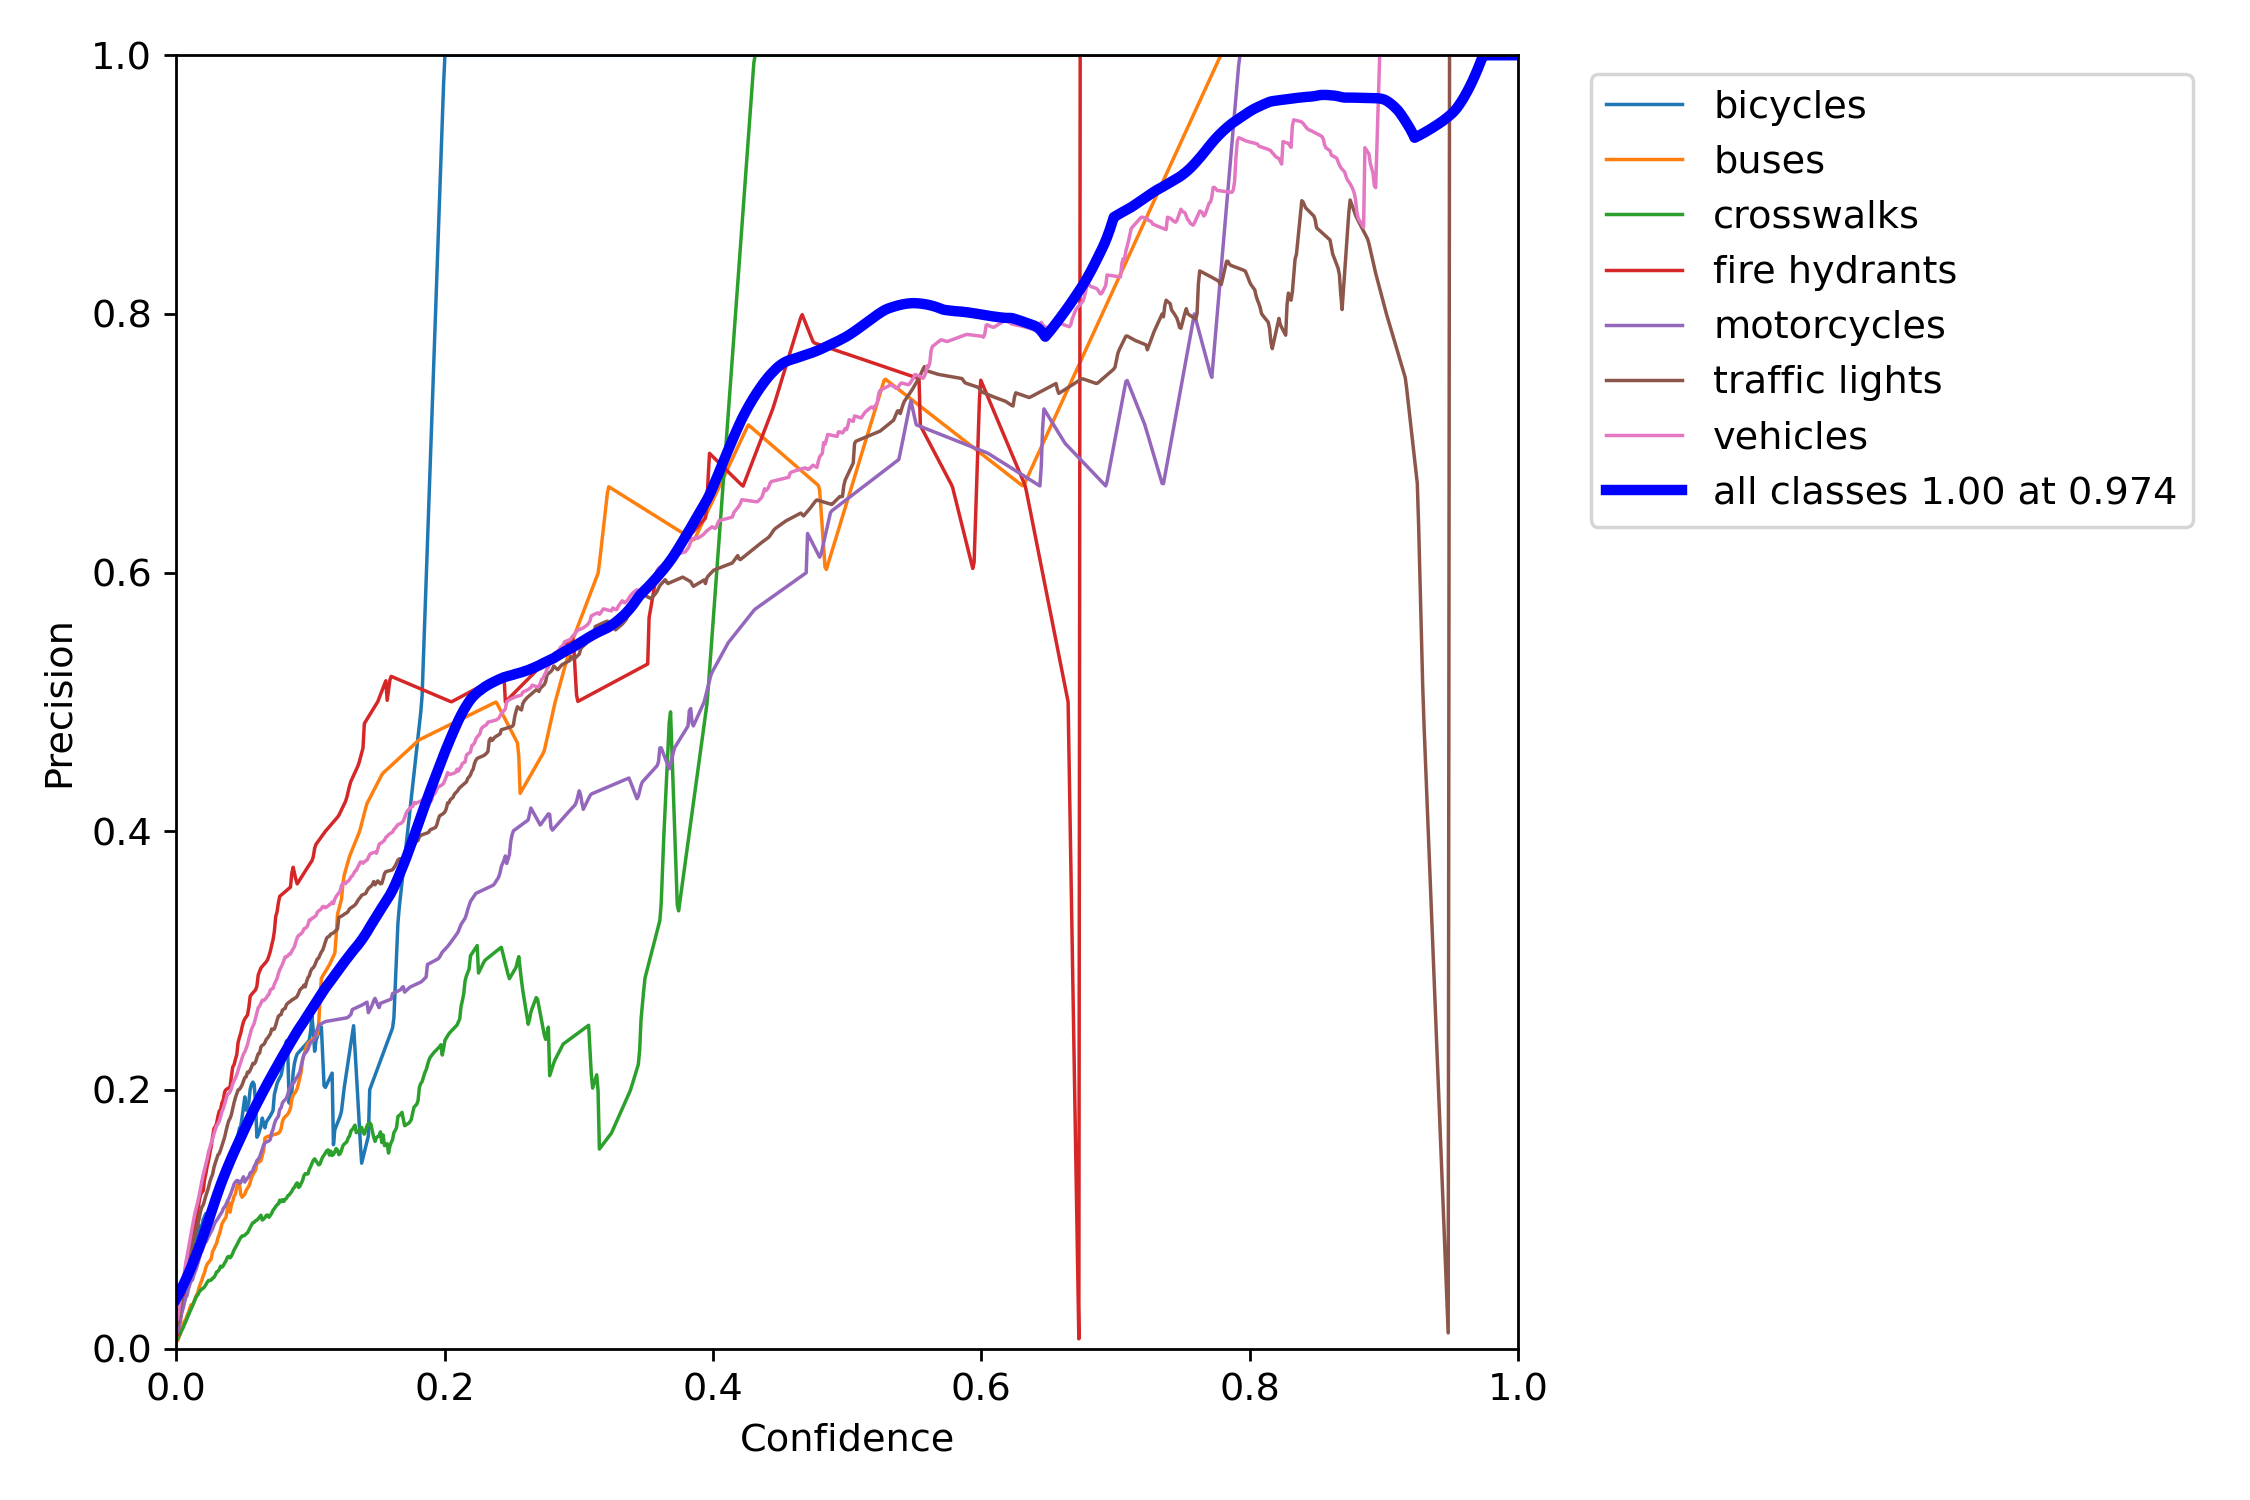 1.0
0.8
0.6
0.4
0.2
0.0
Precision
0.0 0.2 0.4 0.6 0.8 1.0
Confidence
bicycles
buses
crosswalks
fire hydrants
motorcycles
traffic lights
vehicles
all classes 1.00 at 0.974